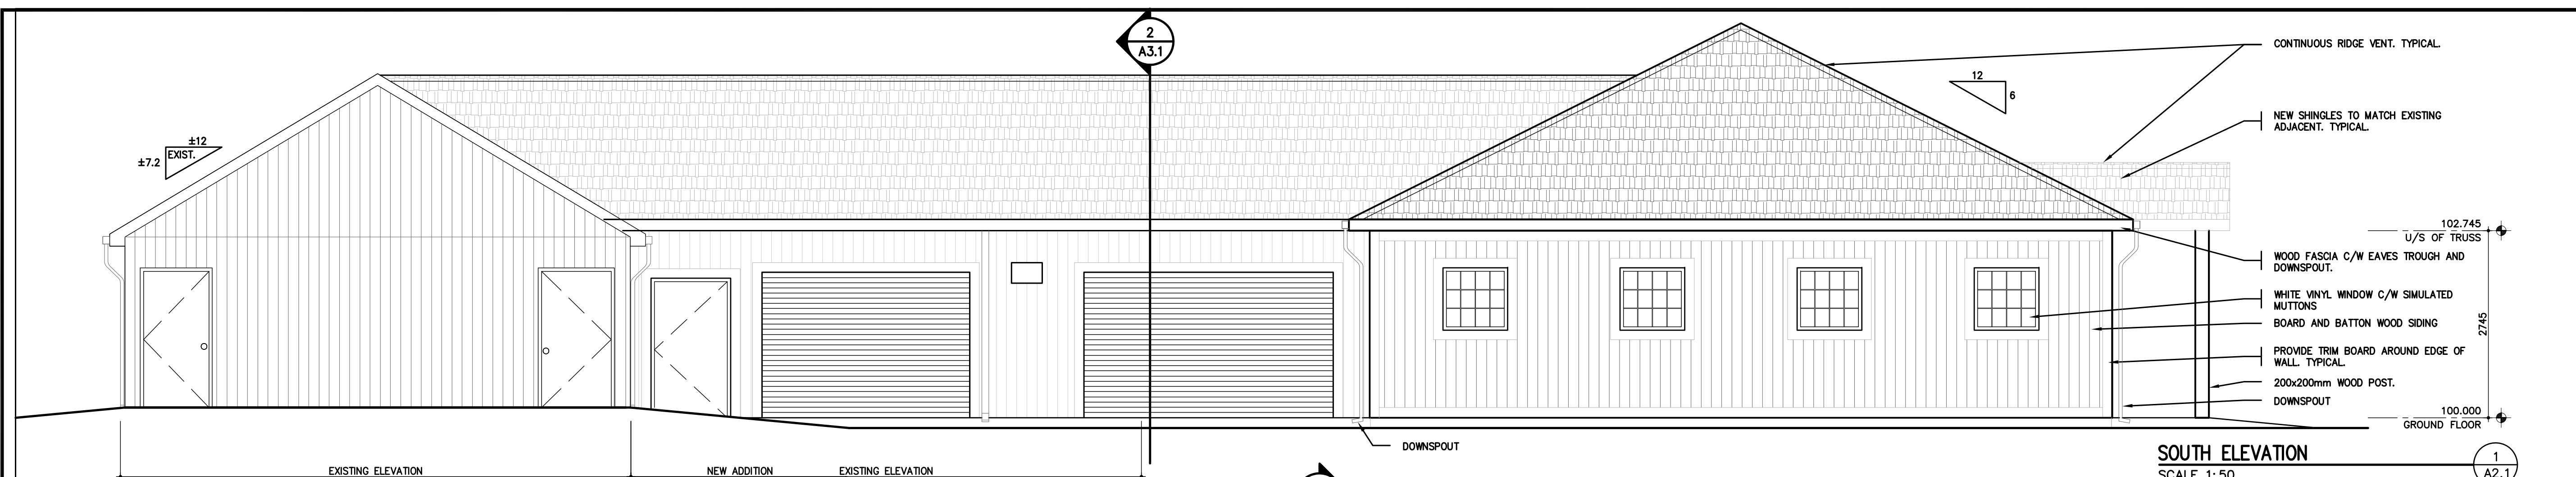 2
A3.1
CONTINUOUS RIDGE VENT. TYPICAL.
12
6
NEW SHINGLES TO MATCH EXISTING
ADJACENT. TYPICAL.
±12
EXIST.
±7.2
102.745
U/S OF TRUSS
WOOD FASCIA C/W EAVES TROUGH AND
DOWNSPOUT.
WHITE VINYL WINDOW C/W SIMULATED
MUTTONS
2745
BOARD AND BATTON WOOD SIDING
PROVIDE TRIM BOARD AROUND EDGE OF
WALL. TYPICAL.
200x200mm WOOD POST.
DOWNSPOUT
100.000
GROUND FLOOR
DOWNSPOUT
SOUTH ELEVATION
SCALE 1:50
1
A2.1
EXISTING ELEVATION
NEW ADDITION
EXISTING ELEVATION